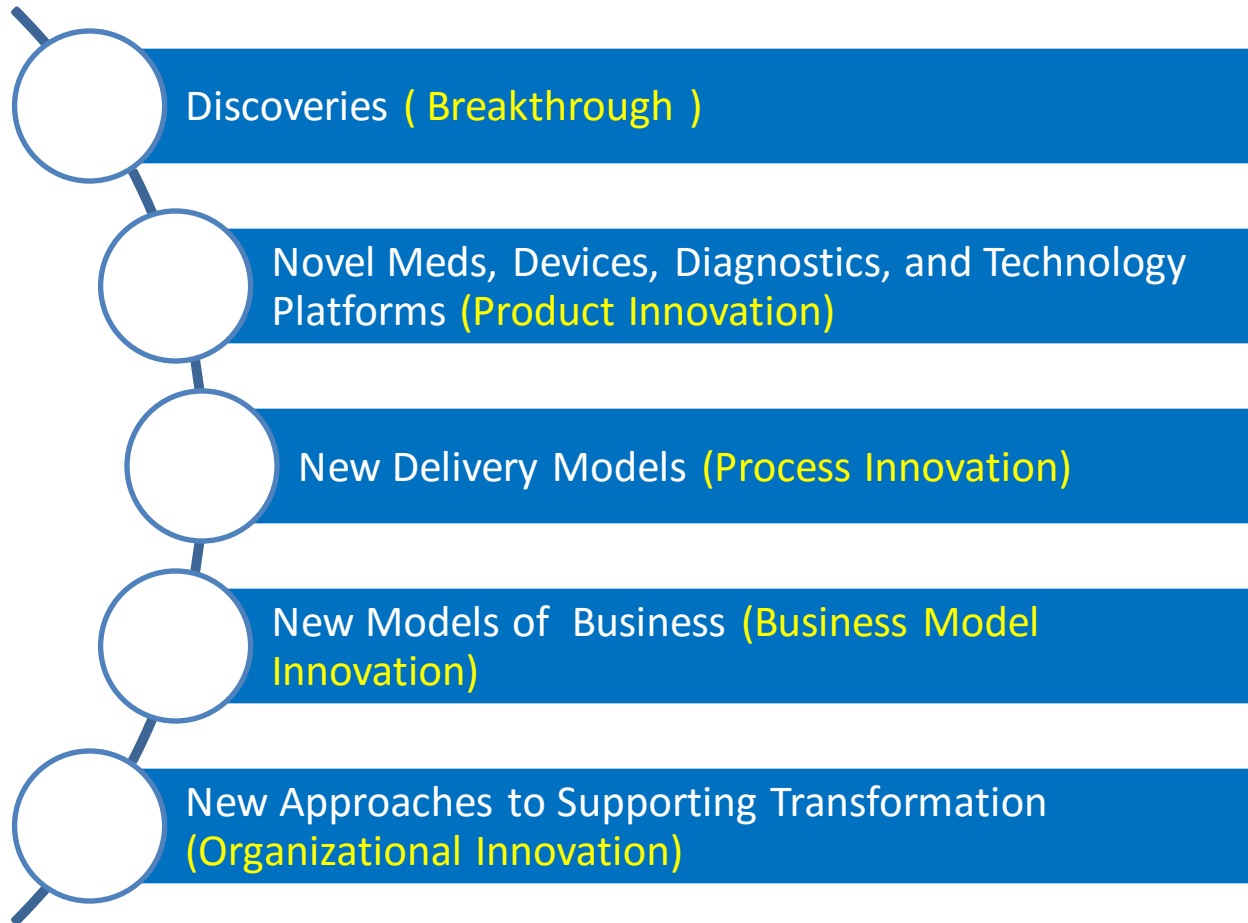 Discoveries ( Breakthrough )
Novel Meds, Devices, Diagnostics, and Technology
Platforms (Product Innovation)
New Delivery Models (Process Innovation)
New Models of  Business (Business Model
Innovation)
New Approaches to Supporting Transformation
(Organizational Innovation)